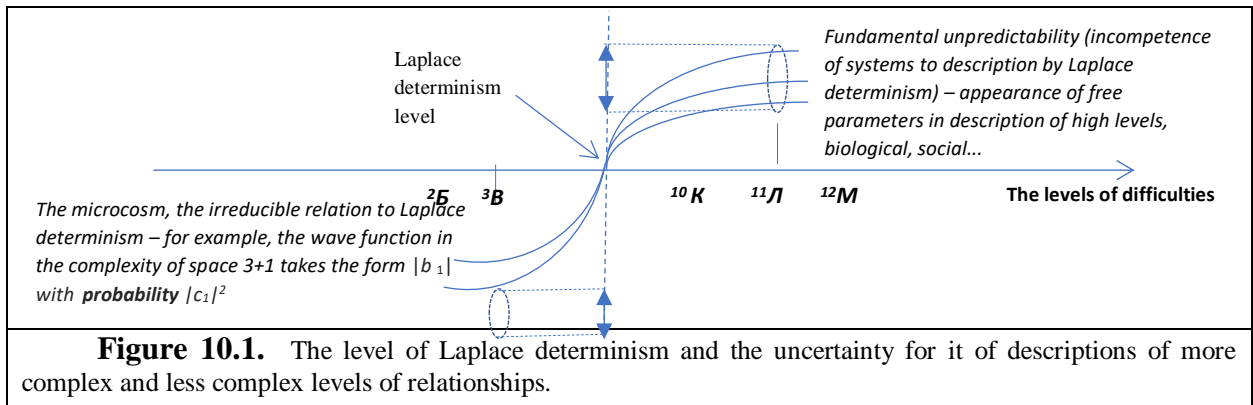 Laplace
determinism
level
Fundamental unpredictability (incompetence
of systems to description by Laplace
determinism) – appearance of free
parameters in description of high levels,
biological, social...
²Б ³В ¹⁰К ¹¹Л ¹²М The levels of difficulties
The microcosm, the irreducible relation to Laplace
determinism – for example, the wave function in
the complexity of space 3+1 takes the form |b ₁|
with probability |c₁|²
Figure 10.1. The level of Laplace determinism and the uncertainty for it of descriptions of more
complex and less complex levels of relationships.